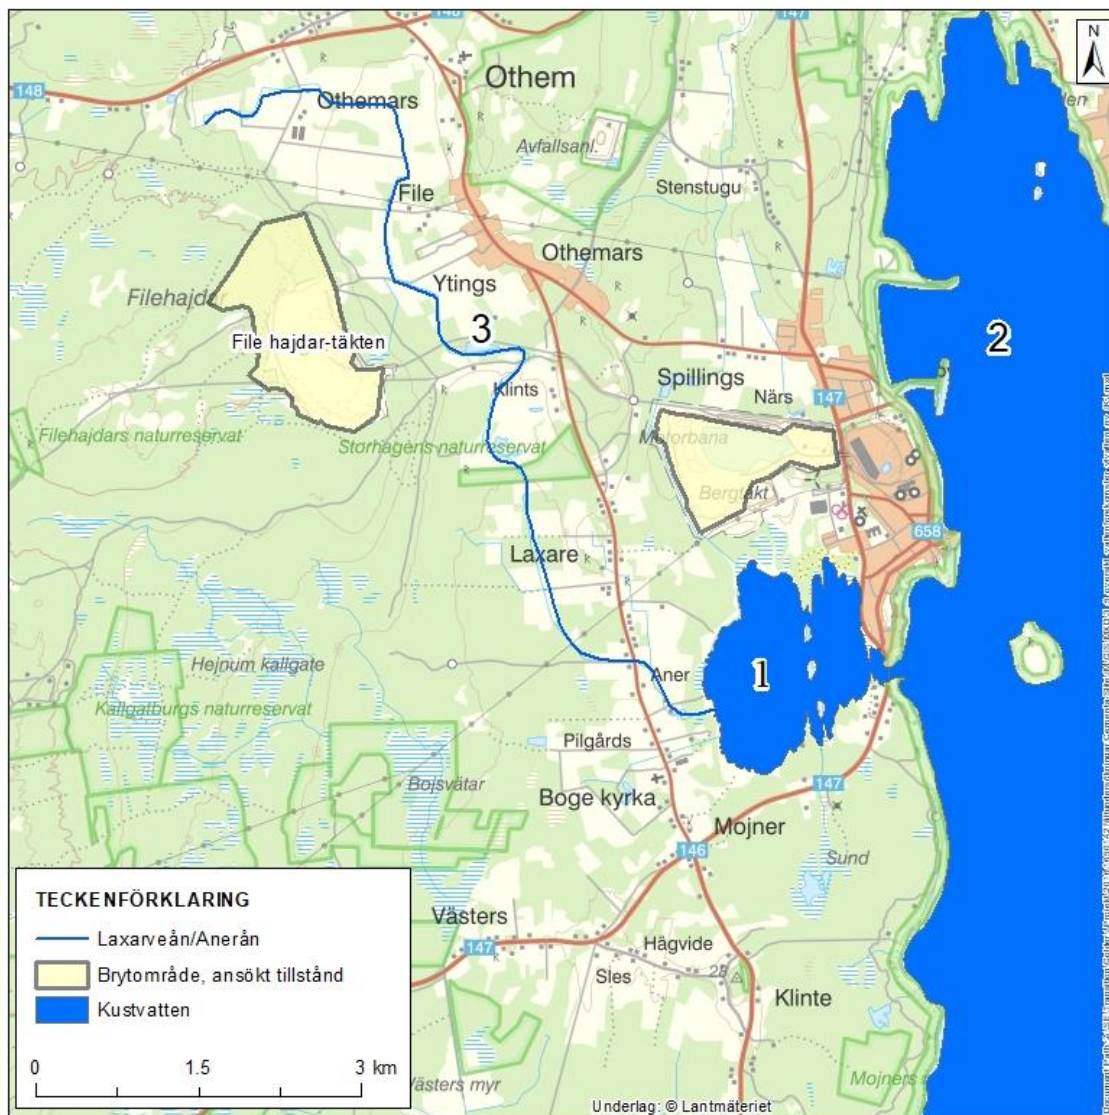 148
147
N
148
Othem
Othemars
Avfallsanl.
Stenstugu
File
Othemars
Ytings
Filehajdar
3
2
File hajdar-täkten
Spillings
Klints
Närs
147
Filehajdars naturreservat
Storhagens naturreservat
Motorbana
Bergtäkt
658
Laxare
Hejnum kallgate
Aner
1
Kallgatburgs naturreservat
Pilgårds
Bojsvätar
147
Boge kyrka
Mojner
146
Sund
TECKENFÖRKLARING
Västers
Laxarveån/Anerån
147
Hägvide
Brytområde, ansökt tillstånd
Sles
28
Klinte
Kustvatten
0 1.5 3 km
Västers myr
Mojners
Underlag: © Lantmäteriet